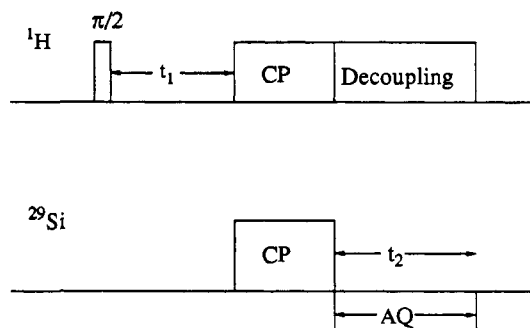 π/2
¹H
t₁
CP
Decoupling
²⁹Si
CP
t₂
AQ